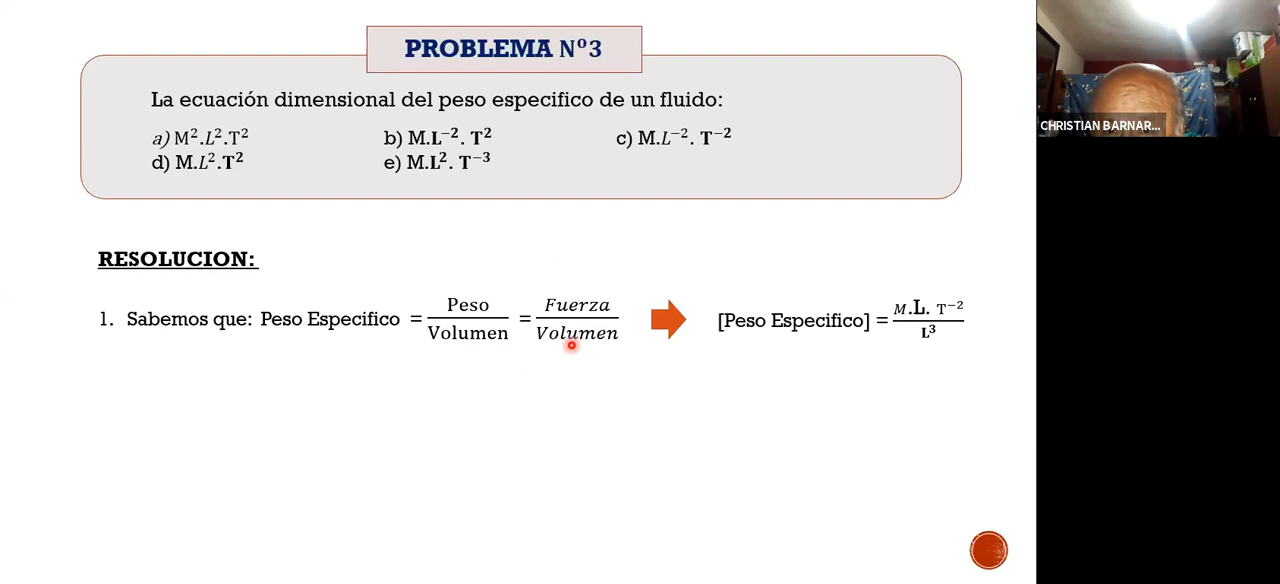 PROBLEMA Nº3
La ecuación dimensional del peso especifico de un fluido:
a) M².L².T² b) M.L⁻². T² c) M.L⁻². T⁻²
d) M.L².T² e) M.L². T⁻³
RESOLUCION:
1. Sabemos que: Peso Especifico = Peso / Volumen = Fuerza / Volumen [Peso Especifico] = M.L. T⁻² / L³
CHRISTIAN BARNAR...